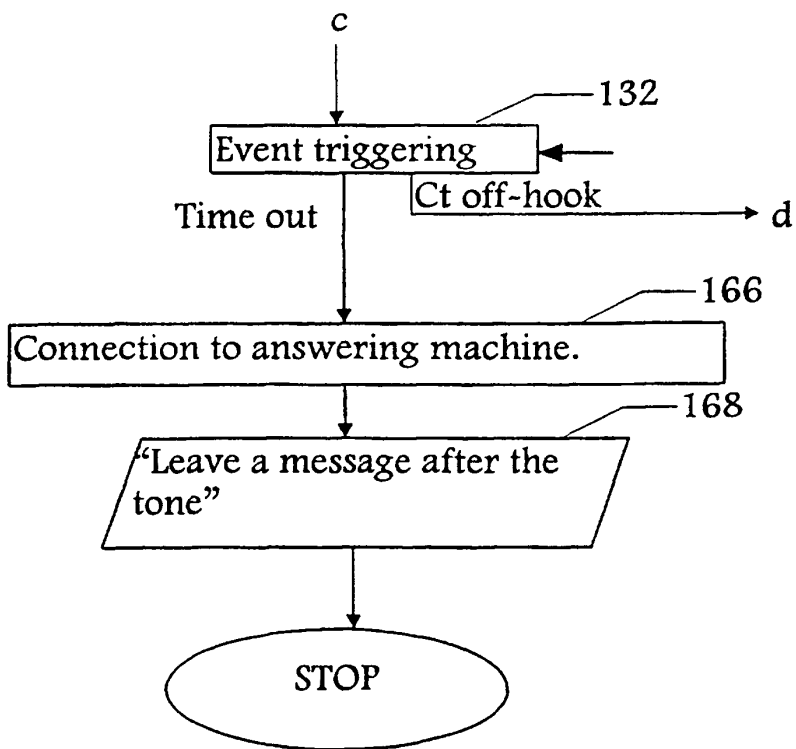 c
132
Event triggering
Ct off-hook
Time out
d
166
Connection to answering machine.
168
“Leave a message after the
tone”
STOP